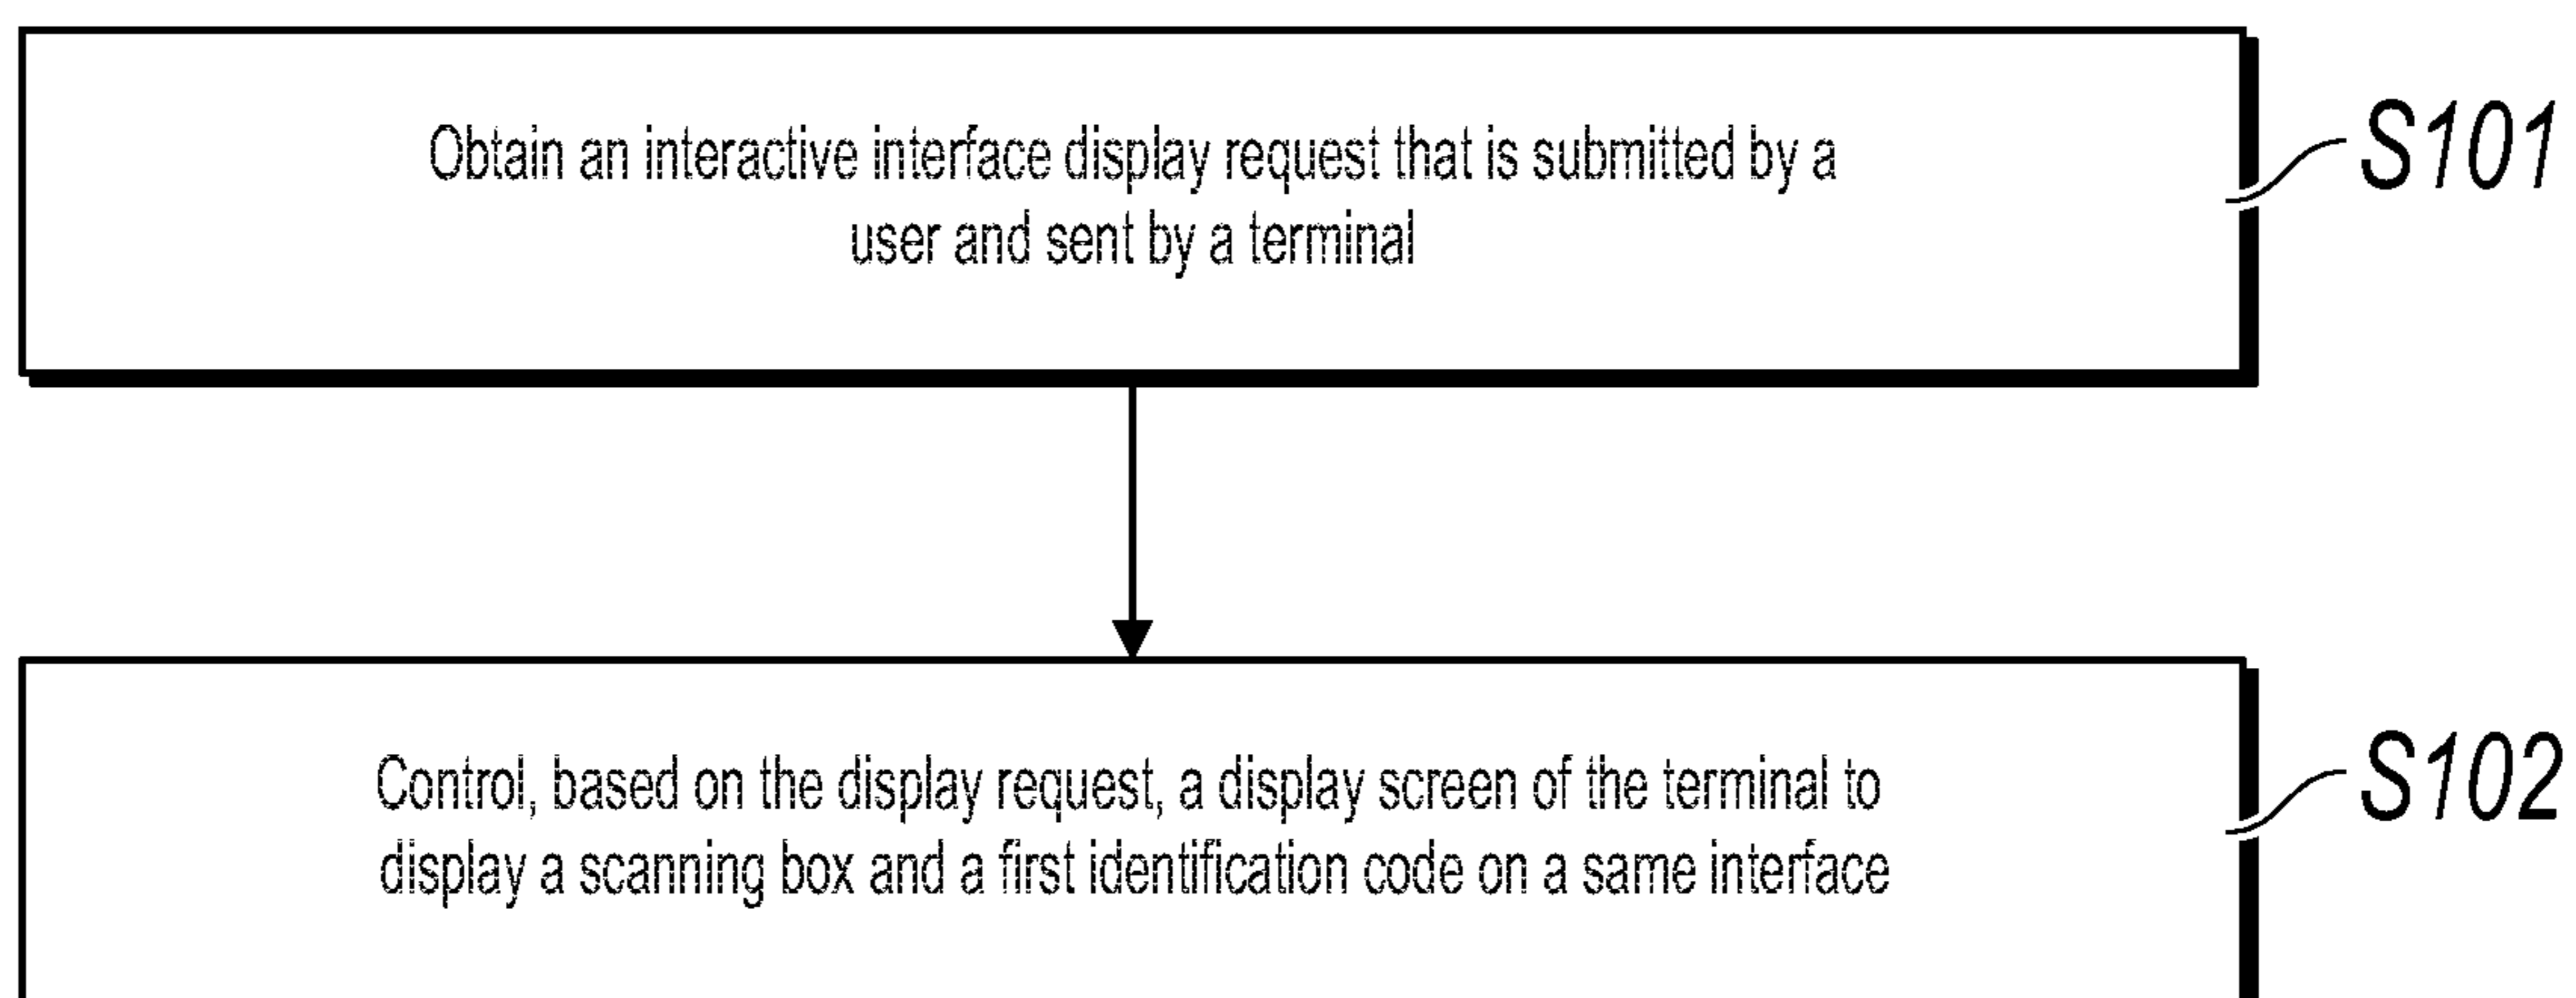 Obtain an interactive interface display request that is submitted by a
user and sent by a terminal
S101
Control, based on the display request, a display screen of the terminal to
display a scanning box and a first identification code on a same interface
S102